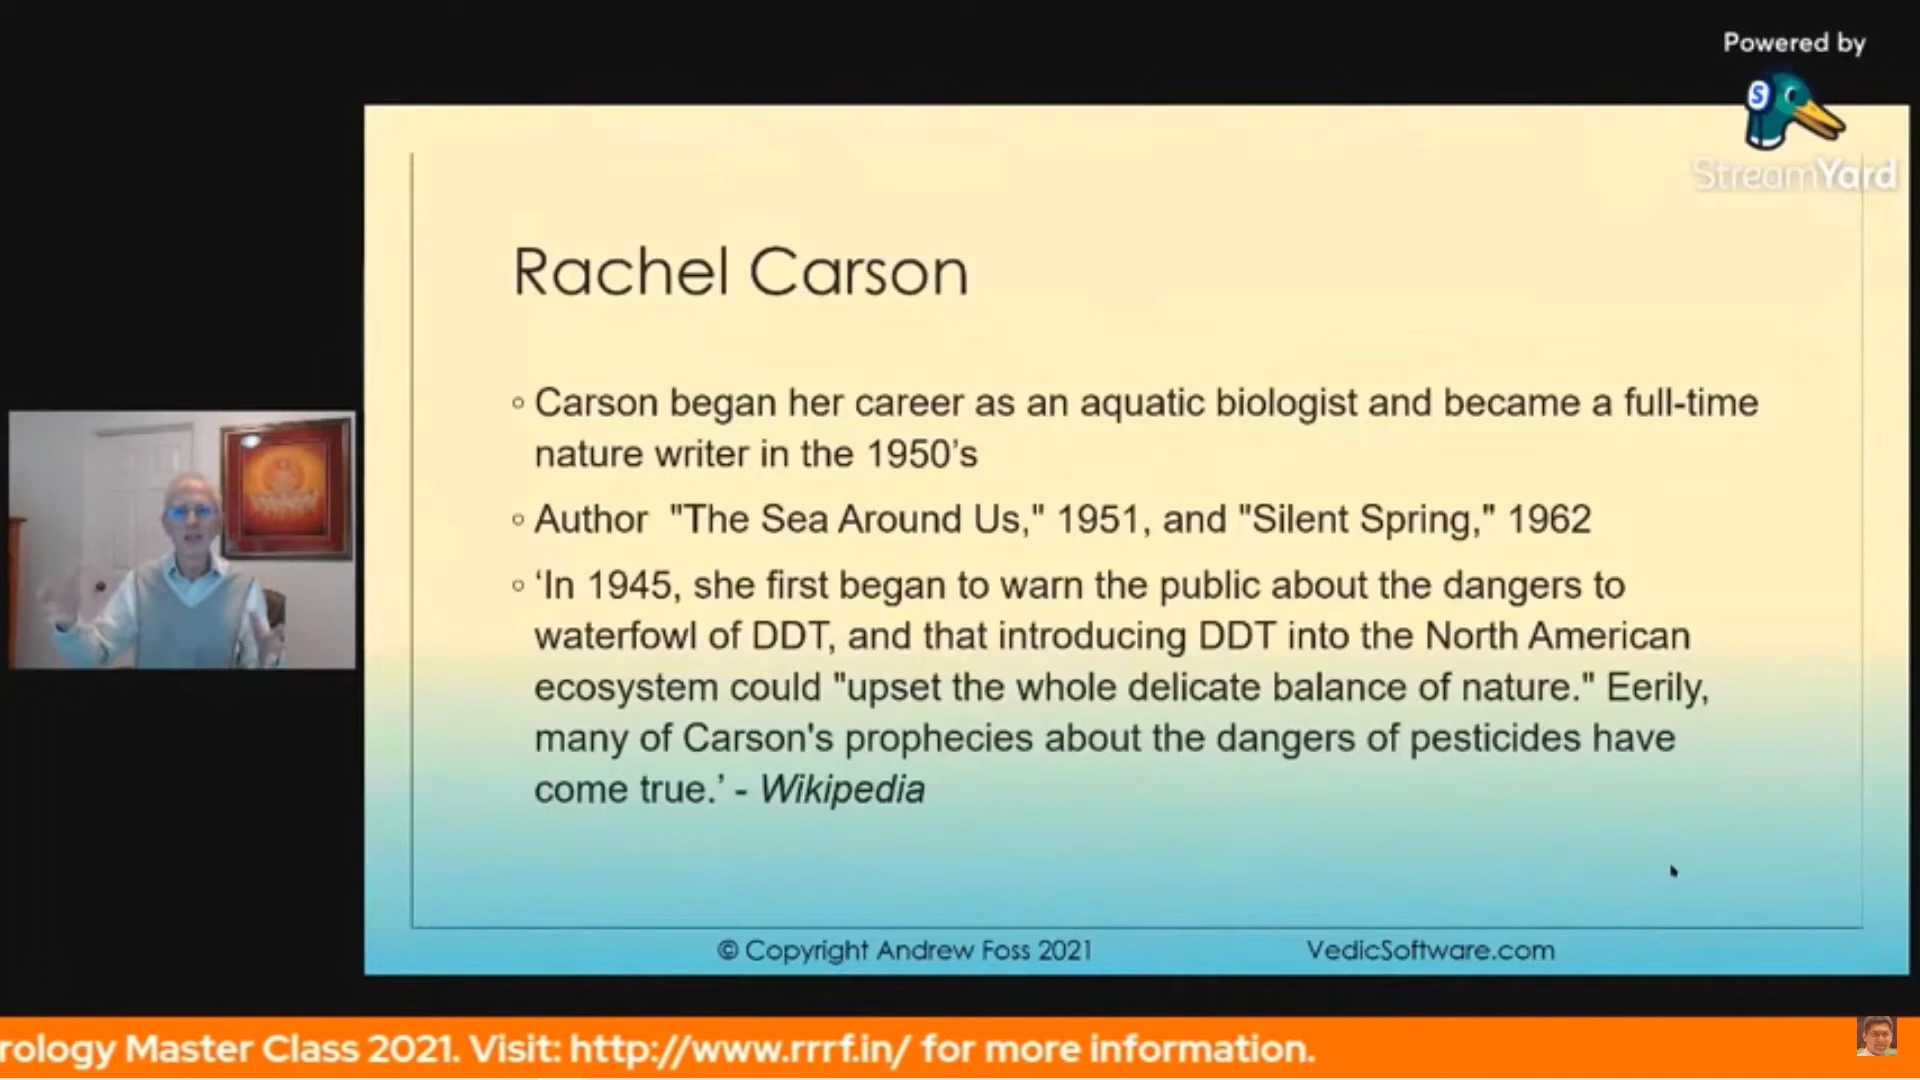 Powered by
S
StreamYard
Rachel Carson
◦ Carson began her career as an aquatic biologist and became a full-time
nature writer in the 1950’s
◦ Author  "The Sea Around Us," 1951, and "Silent Spring," 1962
◦ ‘In 1945, she first began to warn the public about the dangers to
waterfowl of DDT, and that introducing DDT into the North American
ecosystem could "upset the whole delicate balance of nature." Eerily,
many of Carson's prophecies about the dangers of pesticides have
come true.’ - Wikipedia
© Copyright Andrew Foss 2021
VedicSoftware.com
rology Master Class 2021. Visit: http://www.rrrf.in/ for more information.